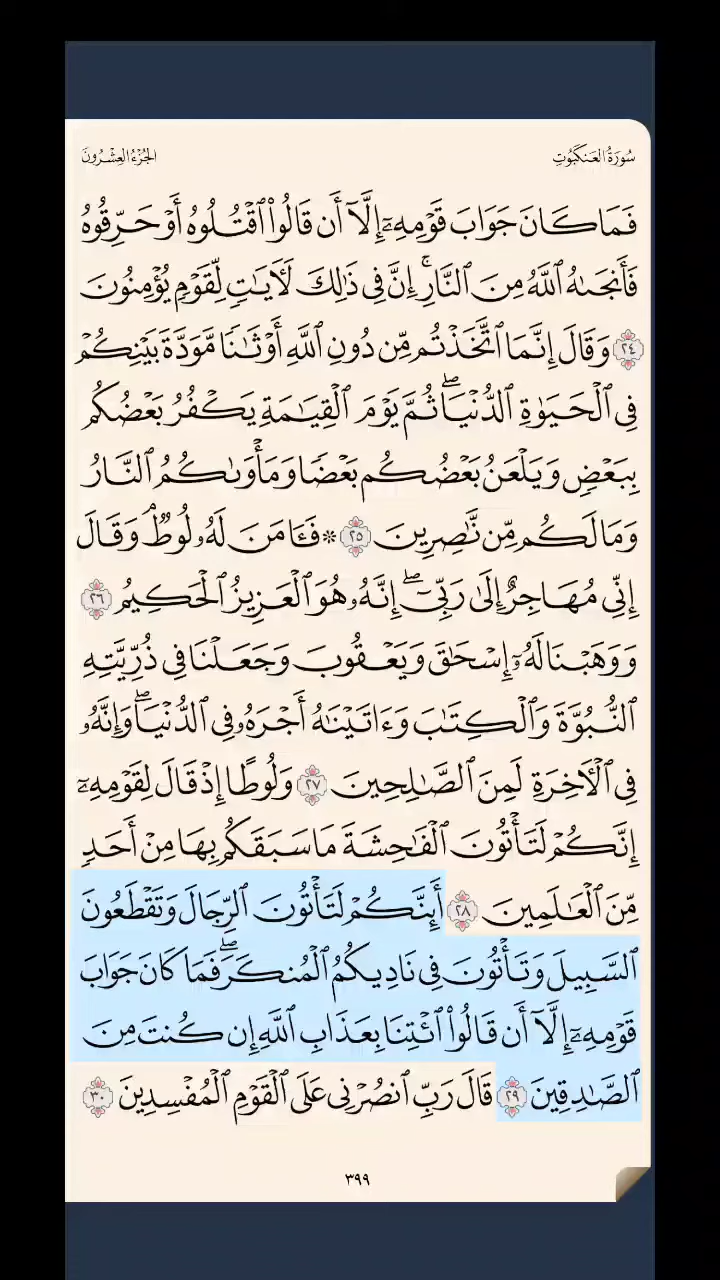 سُورَةُ العَنكَبُوتِ
الجُزْءُ العِشْرُونَ
فَمَا كَانَ جَوَابَ قَوْمِهِۦٓ إِلَّآ أَن قَالُوا۟ ٱقْتُلُوهُ أَوْ حَرِّقُوهُ
فَأَنجَىٰهُ ٱللَّهُ مِنَ ٱلنَّارِۚ إِنَّ فِى ذَٰلِكَ لَـَٔايَـٰتٍ لِّقَوْمٍ يُؤْمِنُونَ
٢٤ وَقَالَ إِنَّمَا ٱتَّخَذْتُم مِّن دُونِ ٱللَّهِ أَوْثَـٰنًا مَّوَدَّةَ بَيْنِكُمْ
فِى ٱلْحَيَوٰةِ ٱلدُّنْيَاۖ ثُمَّ يَوْمَ ٱلْقِيَـٰمَةِ يَكْفُرُ بَعْضُكُم
بِبَعْضٍ وَيَلْعَنُ بَعْضُكُم بَعْضًا وَمَأْوَىٰكُمُ ٱلنَّارُ
وَمَا لَكُم مِّن نَّـٰصِرِينَ ٢٥ ۞ فَـَٔامَنَ لَهُۥ لُوطٌۘ وَقَالَ
إِنِّى مُهَاجِرٌ إِلَىٰ رَبِّىٓۖ إِنَّهُۥ هُوَ ٱلْعَزِيزُ ٱلْحَكِيمُ ٢٦
وَوَهَبْنَا لَهُۥٓ إِسْحَـٰقَ وَيَعْقُوبَ وَجَعَلْنَا فِى ذُرِّيَّتِهِ
ٱلنُّبُوَّةَ وَٱلْكِتَـٰبَ وَءَاتَيْنَـٰهُ أَجْرَهُۥ فِى ٱلدُّنْيَاۖ وَإِنَّهُۥ
فِى ٱلْـَٔاخِرَةِ لَمِنَ ٱلصَّـٰلِحِينَ ٢٧ وَلُوطًا إِذْ قَالَ لِقَوْمِهِۦٓ
إِنَّكُمْ لَتَأْتُونَ ٱلْفَـٰحِشَةَ مَا سَبَقَكُم بِهَا مِنْ أَحَدٍ
مِّنَ ٱلْعَـٰلَمِينَ ٢٨ أَئِنَّكُمْ لَتَأْتُونَ ٱلرِّجَالَ وَتَقْطَعُونَ
ٱلسَّبِيلَ وَتَأْتُونَ فِى نَادِيكُمُ ٱلْمُنكَرَۖ فَمَا كَانَ جَوَابَ
قَوْمِهِۦٓ إِلَّآ أَن قَالُوا۟ ٱئْتِنَا بِعَذَابِ ٱللَّهِ إِن كُنتَ مِنَ
ٱلصَّـٰدِقِينَ ٢٩ قَالَ رَبِّ ٱنصُرْنِى عَلَى ٱلْقَوْمِ ٱلْمُفْسِدِينَ ٣٠
٣٩٩